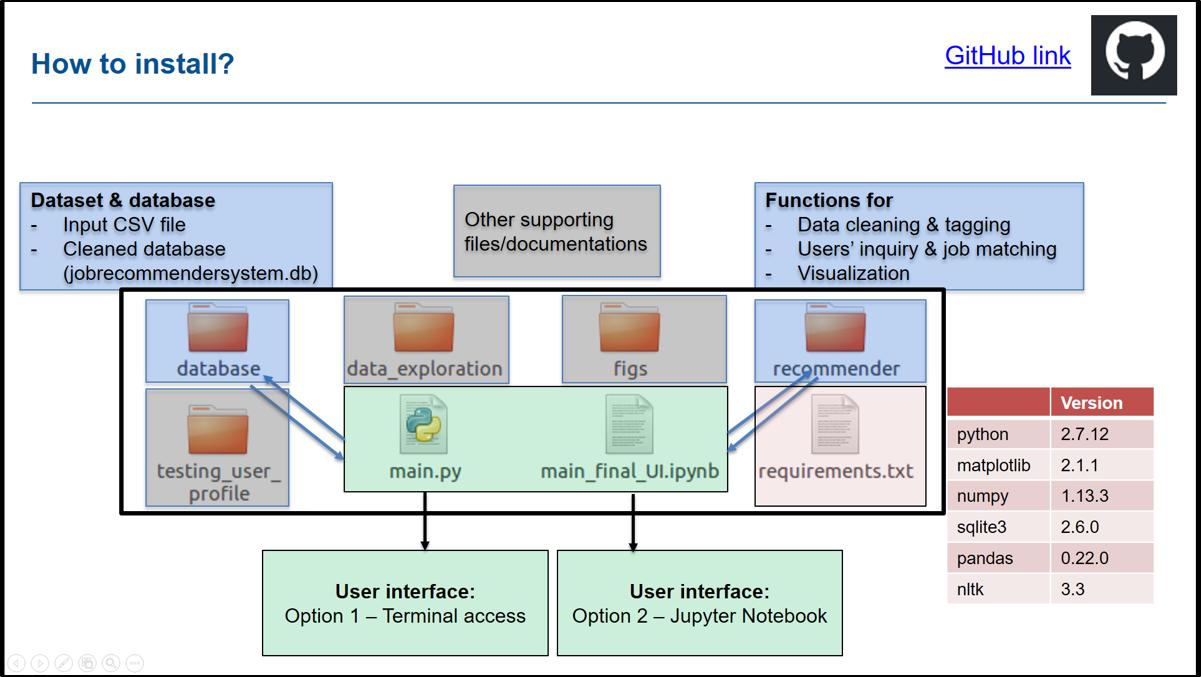 How to install?
GitHub link
Dataset & database
- Input CSV file
- Cleaned database
(jobrecommendersystem.db)
Other supporting
files/documentations
Functions for
- Data cleaning & tagging
- Users’ inquiry & job matching
- Visualization
database
data_exploration
figs
recommender
testing_user_
profile
main.py
main_final_UI.ipynb
requirements.txt
Version
python 2.7.12
matplotlib 2.1.1
numpy 1.13.3
sqlite3 2.6.0
pandas 0.22.0
nltk 3.3
User interface:
Option 1 – Terminal access
User interface:
Option 2 – Jupyter Notebook